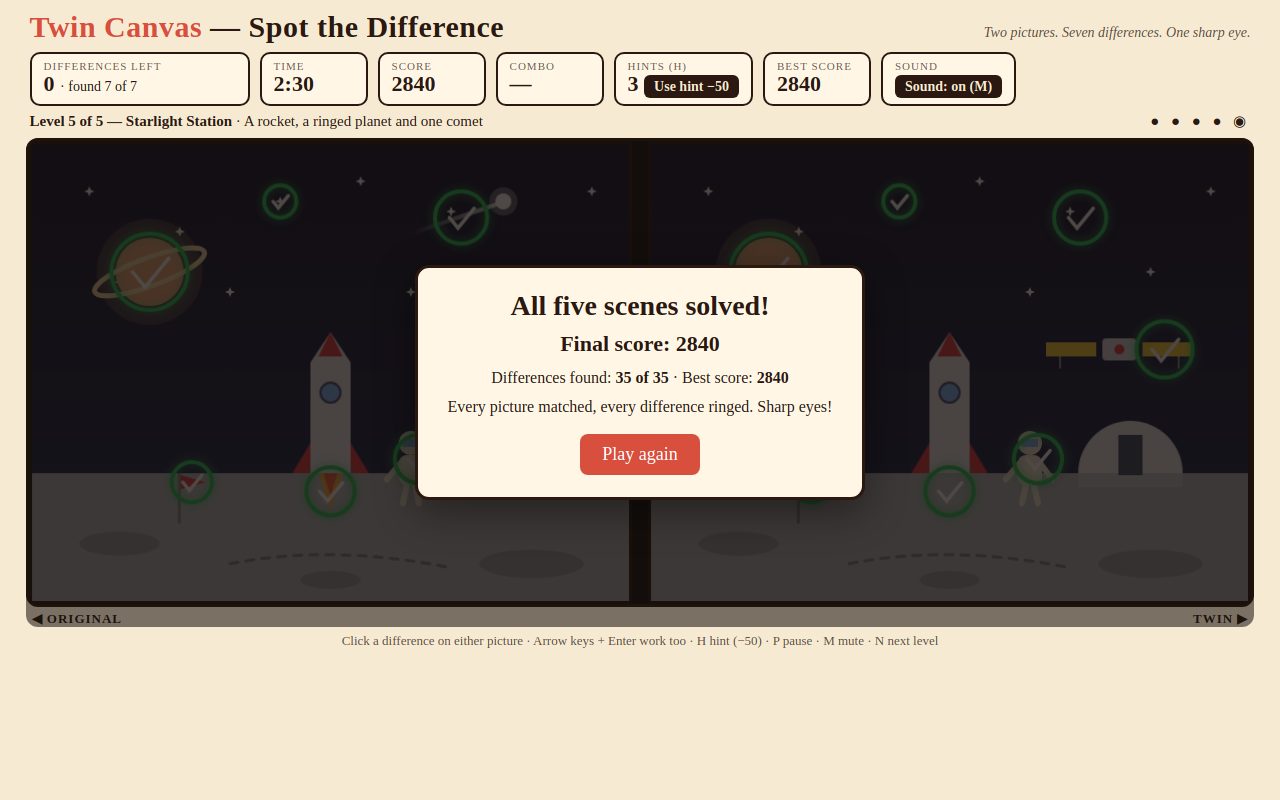 Twin Canvas — Spot the Difference
Two pictures. Seven differences. One sharp eye.
DIFFERENCES LEFT
0 · found 7 of 7
TIME
2:30
SCORE
2840
COMBO
—
HINTS (H)
3 Use hint −50
BEST SCORE
2840
SOUND
Sound: on (M)
Level 5 of 5 — Starlight Station · A rocket, a ringed planet and one comet
All five scenes solved!
Final score: 2840
Differences found: 35 of 35 · Best score: 2840
Every picture matched, every difference ringed. Sharp eyes!
Play again
◀ ORIGINAL
TWIN ▶
Click a difference on either picture · Arrow keys + Enter work too · H hint (−50) · P pause · M mute · N next level